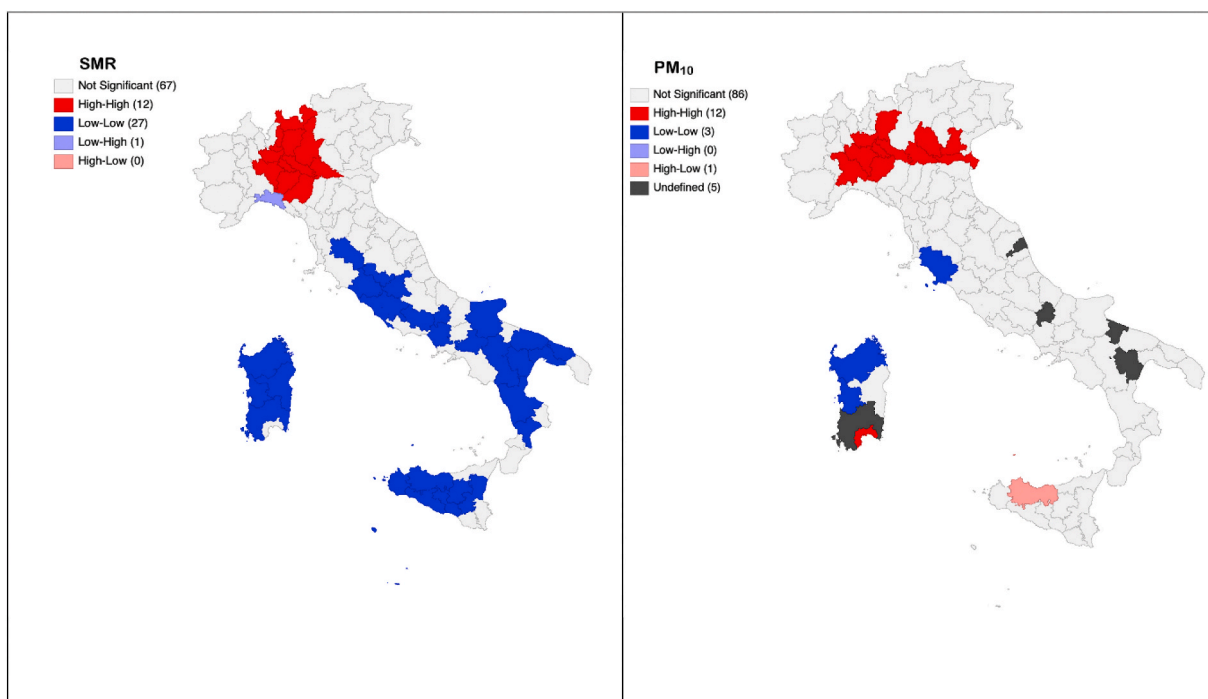 SMR
Not Significant (67)
High-High (12)
Low-Low (27)
Low-High (1)
High-Low (0)
PM₁₀
Not Significant (86)
High-High (12)
Low-Low (3)
Low-High (0)
High-Low (1)
Undefined (5)